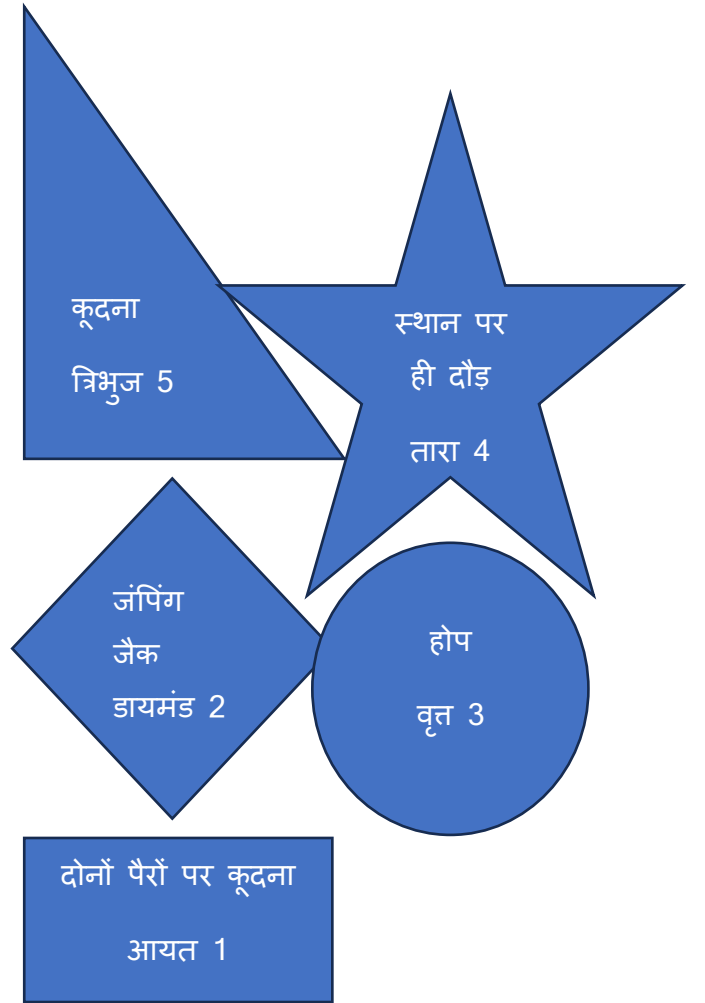 कूदना
त्रिभुज 5
स्थान पर
ही दौड़
तारा 4
जंपिंग
जैक
डायमंड 2
होप
वृत्त 3
दोनों पैरों पर कूदना
आयत 1